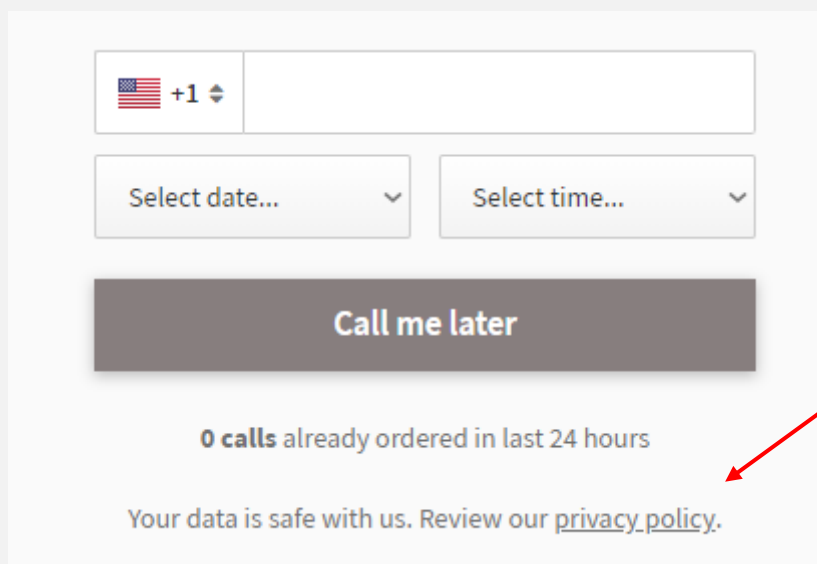 +1
Select date...
Select time...
Call me later
0 calls already ordered in last 24 hours
Your data is safe with us. Review our privacy policy.